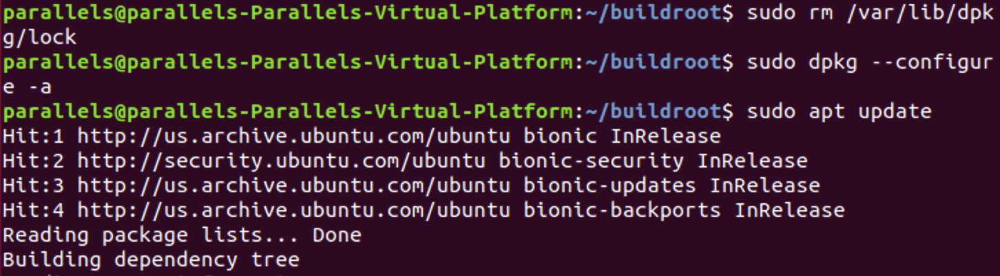 parallels@parallels-Parallels-Virtual-Platform:~/buildroot$ sudo rm /var/lib/dpk
g/lock
parallels@parallels-Parallels-Virtual-Platform:~/buildroot$ sudo dpkg --configur
e -a
parallels@parallels-Parallels-Virtual-Platform:~/buildroot$ sudo apt update
Hit:1 http://us.archive.ubuntu.com/ubuntu bionic InRelease
Hit:2 http://security.ubuntu.com/ubuntu bionic-security InRelease
Hit:3 http://us.archive.ubuntu.com/ubuntu bionic-updates InRelease
Hit:4 http://us.archive.ubuntu.com/ubuntu bionic-backports InRelease
Reading package lists... Done
Building dependency tree